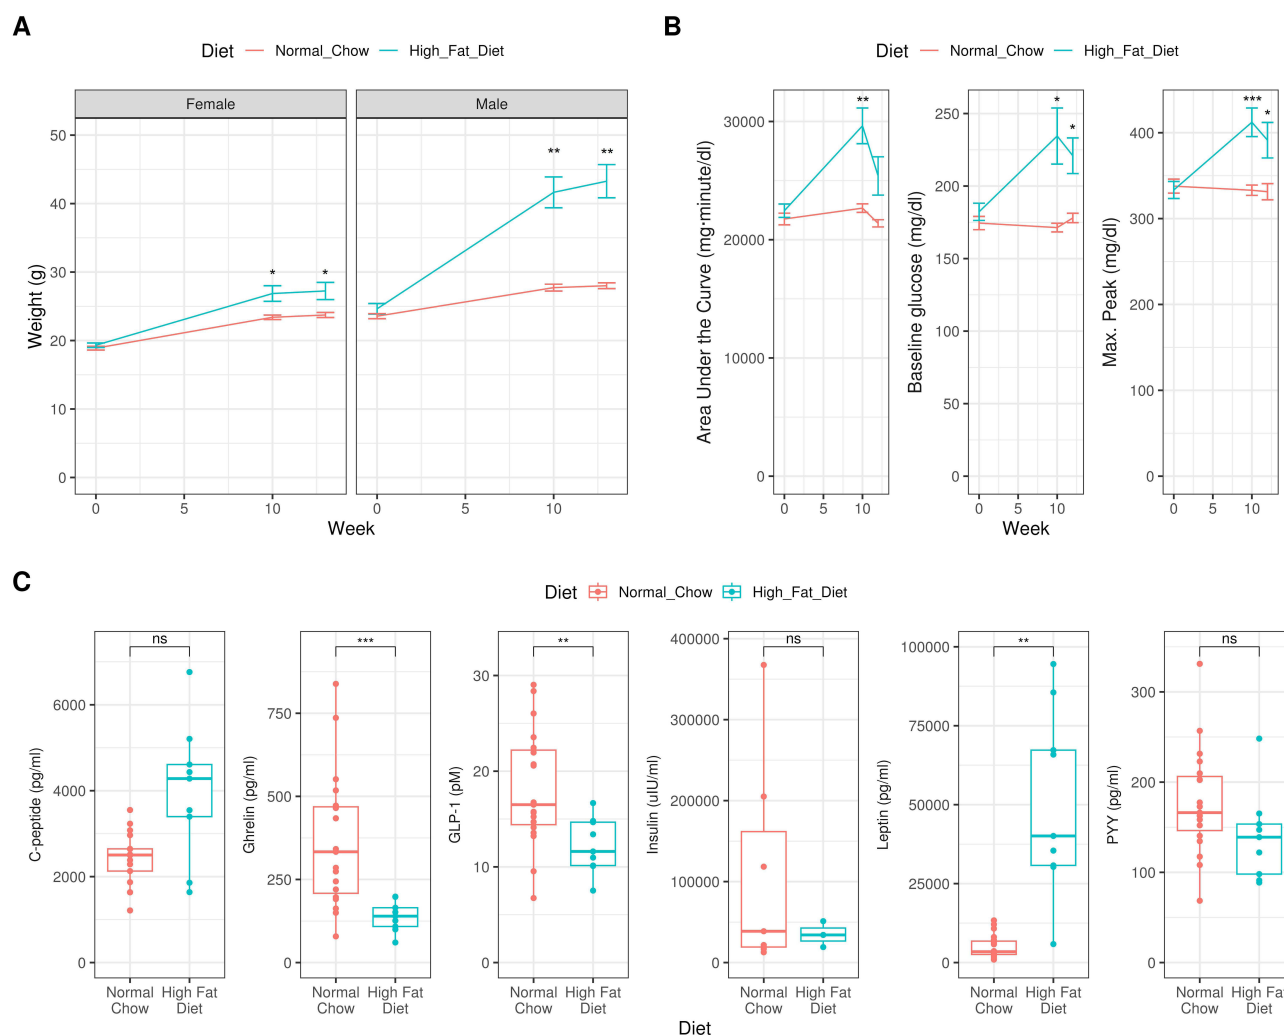 A
Diet Normal_Chow High_Fat_Diet
Female Male
Weight (g)
50
40
30
20
10
0
* *
** **
0 5 10 0 5 10
Week
B
Diet Normal_Chow High_Fat_Diet
Area Under the Curve (mg·minute/dl)
30000
20000
10000
0
**
0 5 10
Baseline glucose (mg/dl)
250
200
150
100
50
0
*
*
0 5 10
Max. Peak (mg/dl)
400
300
200
100
0
***
*
0 5 10
Week
C
Diet Normal_Chow High_Fat_Diet
C-peptide (pg/ml)
6000
4000
2000
0
ns
Normal High Fat
Chow Diet
Ghrelin (pg/ml)
750
500
250
0
***
Normal High Fat
Chow Diet
GLP-1 (pM)
30
20
10
0
**
Normal High Fat
Chow Diet
Insulin (uIU/ml)
400000
300000
200000
100000
0
ns
Normal High Fat
Chow Diet
Leptin (pg/ml)
100000
75000
50000
25000
0
**
Normal High Fat
Chow Diet
PYY (pg/ml)
300
200
100
0
ns
Normal High Fat
Chow Diet
Diet